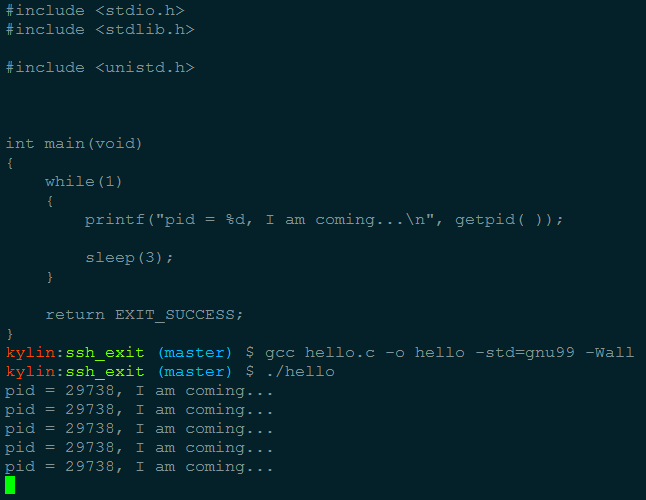 #include <stdio.h>
#include <stdlib.h>
#include <unistd.h>
int main(void)
{
    while(1)
    {
        printf("pid = %d, I am coming...\n", getpid( ));
        sleep(3);
    }
    return EXIT_SUCCESS;
}
kylin:ssh_exit (master) $ gcc hello.c -o hello -std=gnu99 -Wall
kylin:ssh_exit (master) $ ./hello
pid = 29738, I am coming...
pid = 29738, I am coming...
pid = 29738, I am coming...
pid = 29738, I am coming...
pid = 29738, I am coming...